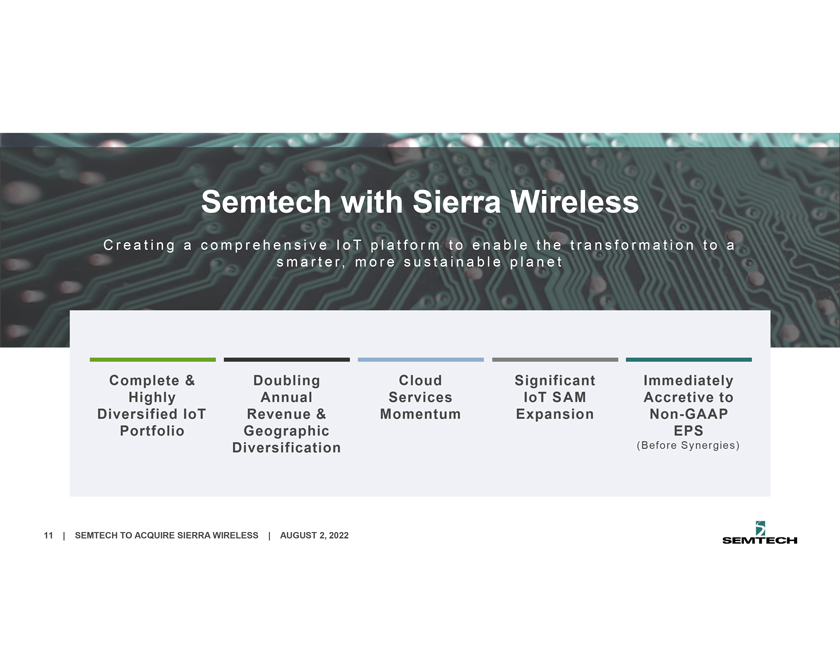 Semtech with Sierra Wireless
Creating a comprehensive IoT platform to enable the transformation to a
smarter, more sustainable planet
Complete &
Highly
Diversified IoT
Portfolio
Doubling
Annual
Revenue &
Geographic
Diversification
Cloud
Services
Momentum
Significant
IoT SAM
Expansion
Immediately
Accretive to
Non-GAAP
EPS
(Before Synergies)
11 | SEMTECH TO ACQUIRE SIERRA WIRELESS | AUGUST 2, 2022
SEMTECH